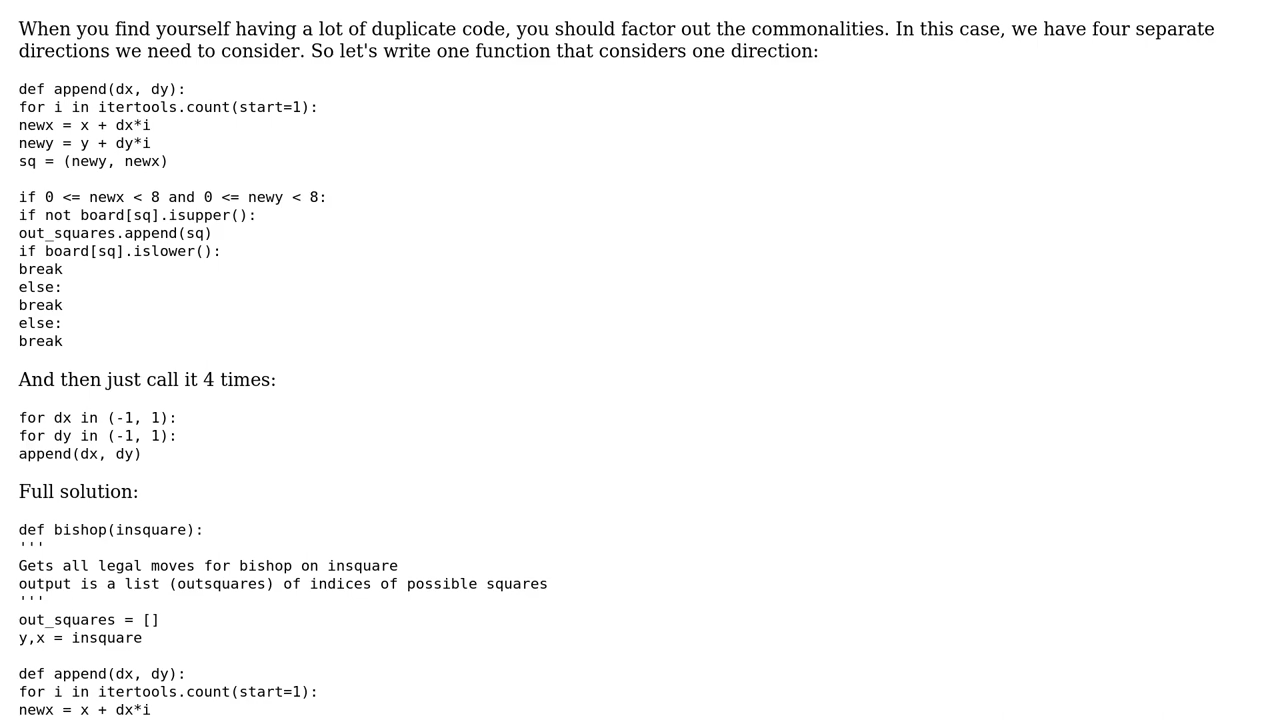 When you find yourself having a lot of duplicate code, you should factor out the commonalities. In this case, we have four separate
directions we need to consider. So let's write one function that considers one direction:
def append(dx, dy):
for i in itertools.count(start=1):
newx = x + dx*i
newy = y + dy*i
sq = (newy, newx)
if 0 <= newx < 8 and 0 <= newy < 8:
if not board[sq].isupper():
out_squares.append(sq)
if board[sq].islower():
break
else:
break
else:
break
And then just call it 4 times:
for dx in (-1, 1):
for dy in (-1, 1):
append(dx, dy)
Full solution:
def bishop(insquare):
'''
Gets all legal moves for bishop on insquare
output is a list (outsquares) of indices of possible squares
'''
out_squares = []
y,x = insquare
def append(dx, dy):
for i in itertools.count(start=1):
newx = x + dx*i